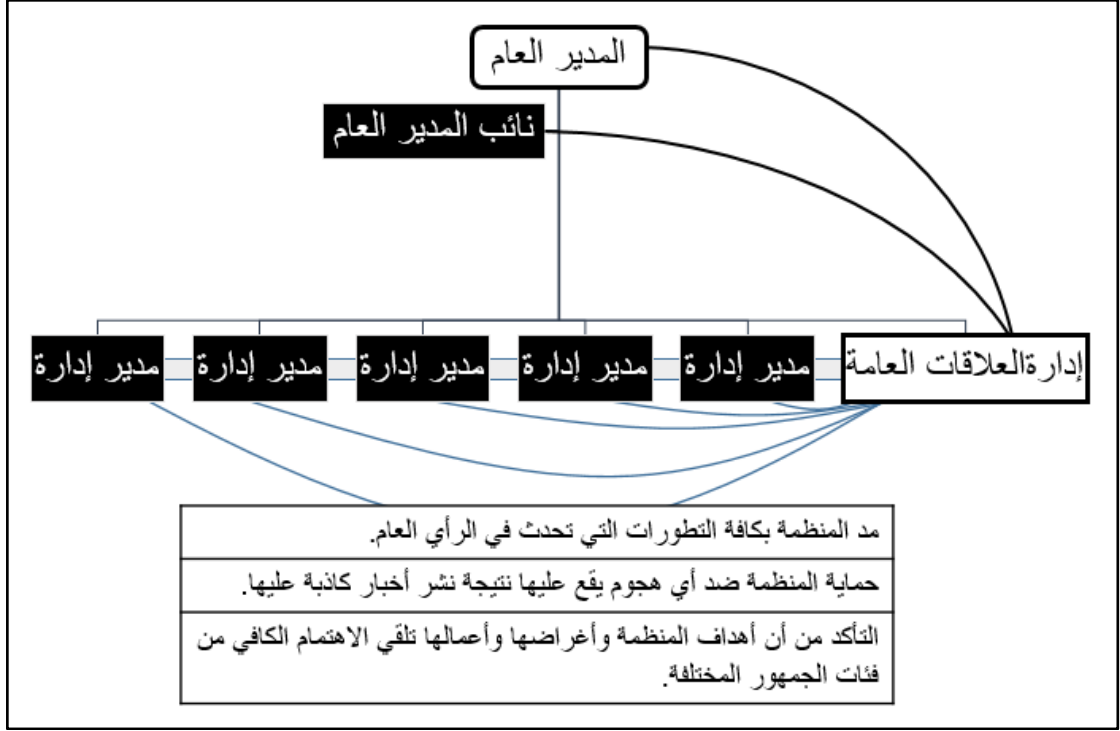 المدير العام
نائب المدير العام
إدارةالعلاقات العامة
مدير إدارة
مدير إدارة
مدير إدارة
مدير إدارة
مدير إدارة
مد المنظمة بكافة التطورات التي تحدث في الرأي العام.
حماية المنظمة ضد أي هجوم يقع عليها نتيجة نشر أخبار كاذبة عليها.
التأكد من أن أهداف المنظمة وأغراضها وأعمالها تلقي الاهتمام الكافي من
فئات الجمهور المختلفة.